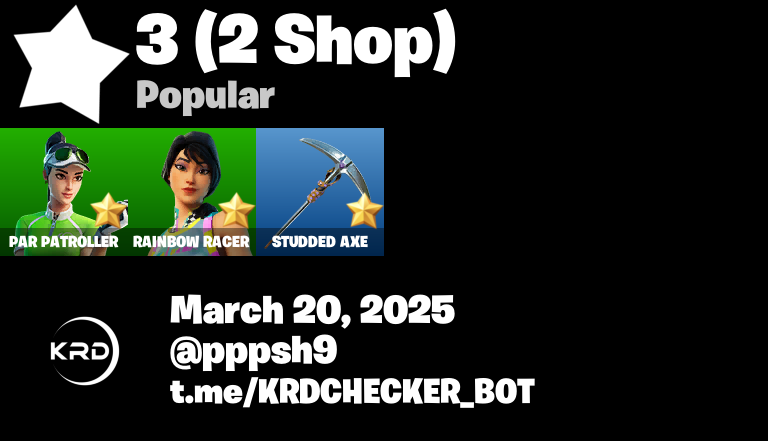 3 (2 Shop)
Popular
PAR PATROLLER
RAINBOW RACER
STUDDED AXE
KRD
March 20, 2025
@pppsh9
t.me/KRDCHECKER_BOT